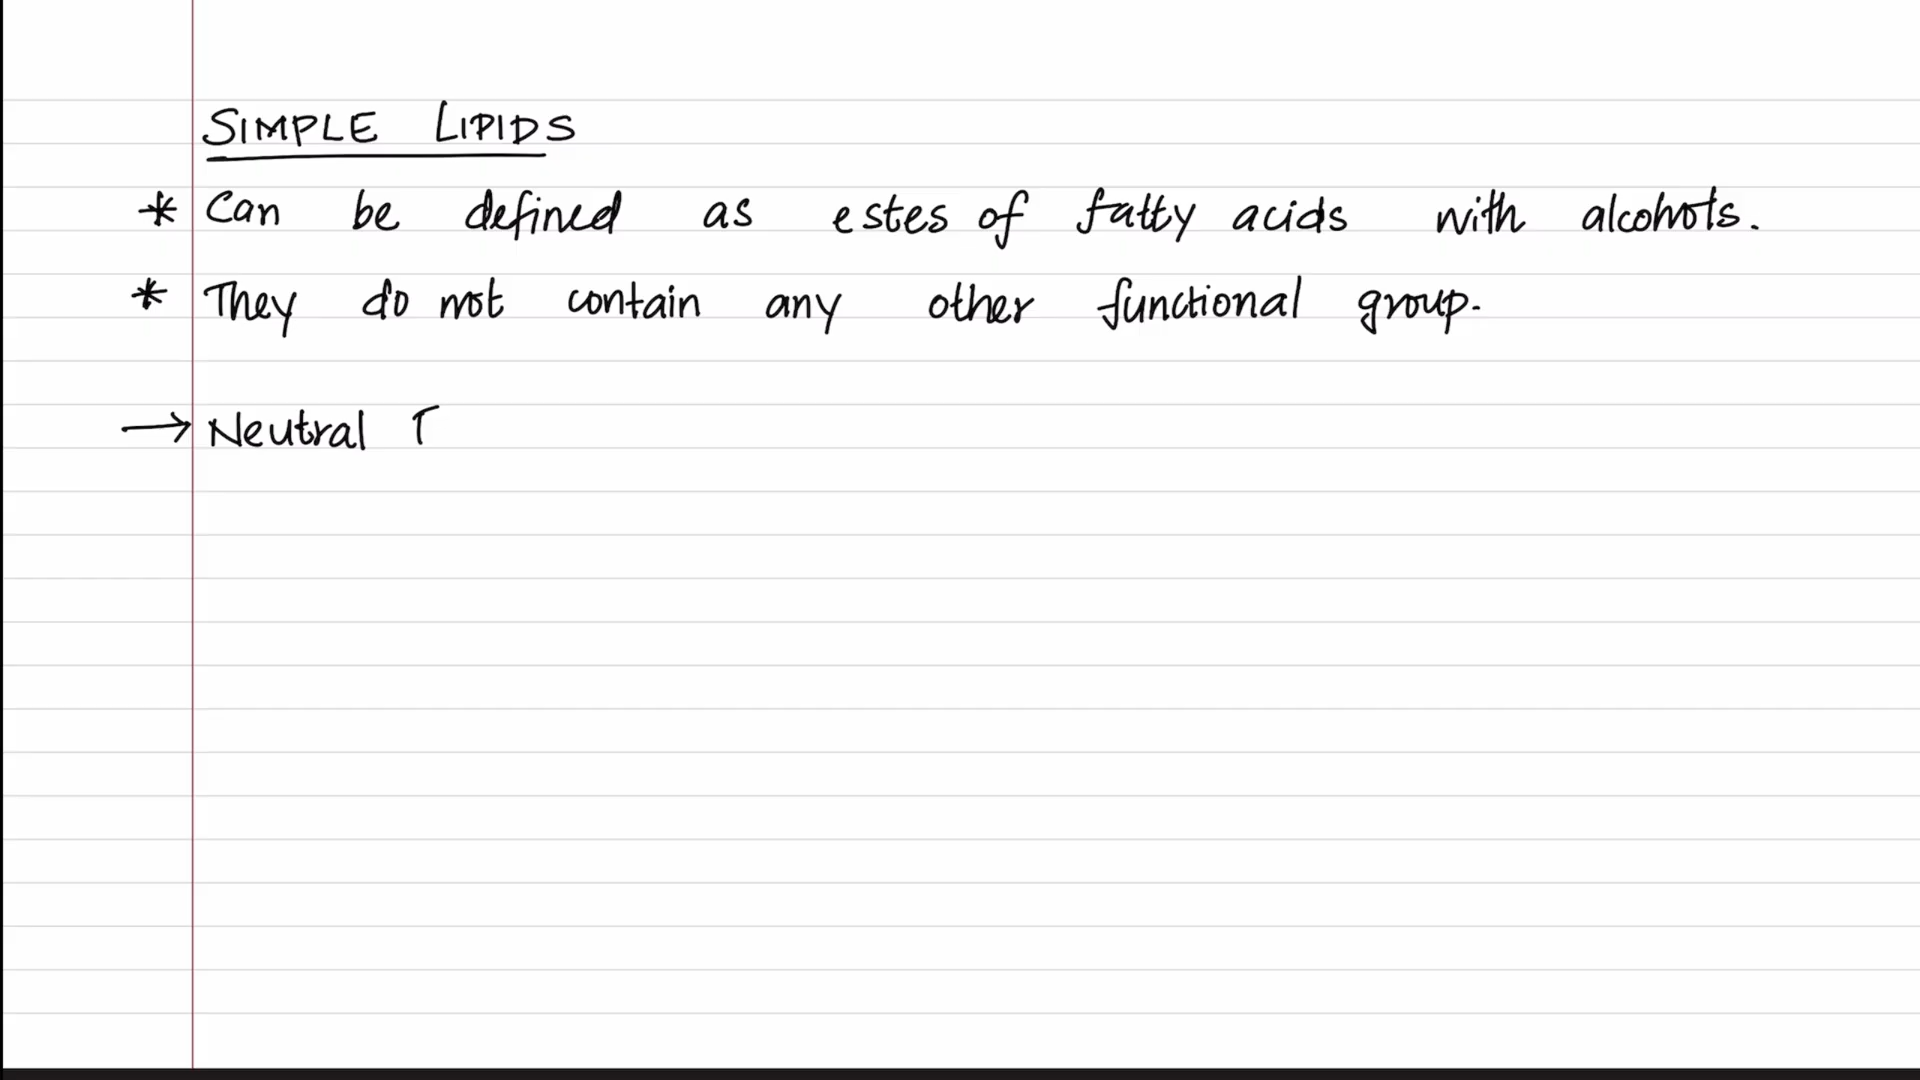 SIMPLE LIPIDS
* Can be defined as estes of fatty acids with alcohols.
* They do not contain any other functional group.
→ Neutral